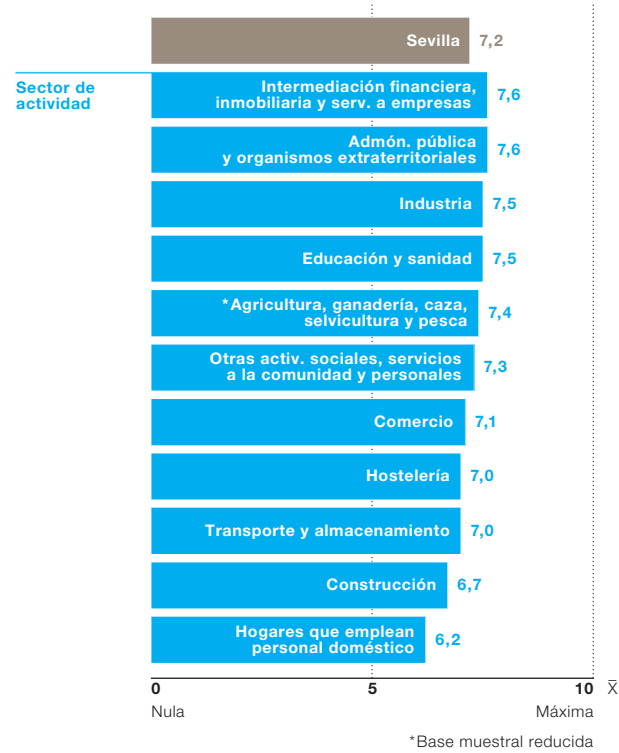 Sevilla 7,2
Sector de
actividad
Intermediación financiera,
inmobiliaria y serv. a empresas 7,6
Admón. pública
y organismos extraterritoriales 7,6
Industria 7,5
Educación y sanidad 7,5
*Agricultura, ganadería, caza,
selvicultura y pesca 7,4
Otras activ. sociales, servicios
a la comunidad y personales 7,3
Comercio 7,1
Hostelería 7,0
Transporte y almacenamiento 7,0
Construcción 6,7
Hogares que emplean
personal doméstico 6,2
0 5 10 X̅
Nula Máxima
*Base muestral reducida